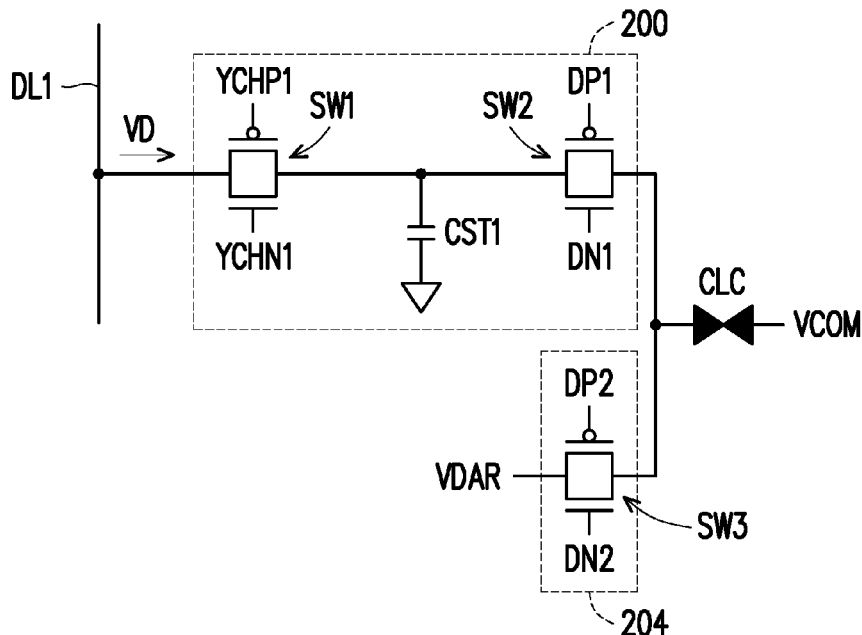 200
DL1
YCHP1
SW1
SW2
DP1
VD
YCHN1
CST1
DN1
CLC
VCOM
DP2
VDAR
SW3
DN2
204